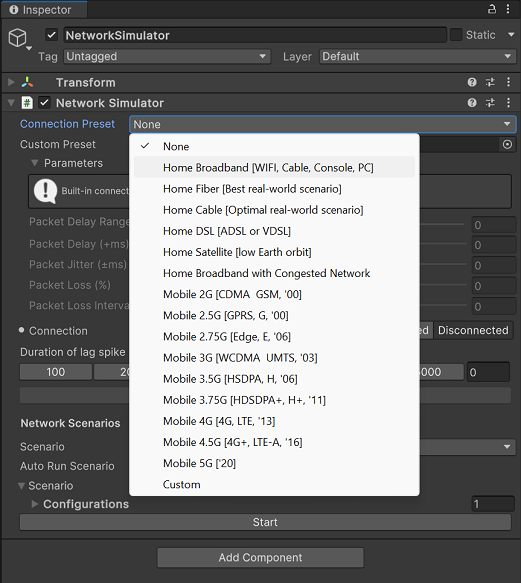 Inspector
NetworkSimulator
Static
Tag Untagged Layer Default
Transform
# Network Simulator
Connection Preset None
Custom Preset
None
Parameters
Home Broadband [WIFI, Cable, Console, PC]
Built-in connect
Home Fiber [Best real-world scenario]
Home Cable [Optimal real-world scenario]
Packet Delay Range 0
Home DSL [ADSL or VDSL]
Packet Delay (+ms) 0
Home Satellite [low Earth orbit]
Packet Jitter (±ms) 0
Home Broadband with Congested Network
Packet Loss (%) 0
Mobile 2G [CDMA GSM, '00]
Packet Loss Interva 0
Mobile 2.5G [GPRS, G, '00]
Connection ed Disconnected
Mobile 2.75G [Edge, E, '06]
Duration of lag spike
Mobile 3G [WCDMA UMTS, '03]
100 20 5000 0
Mobile 3.5G [HSDPA, H, '06]
Mobile 3.75G [HDSDPA+, H+, '11]
Network Scenarios
Mobile 4G [4G, LTE, '13]
Scenario
Mobile 4.5G [4G+, LTE-A, '16]
Auto Run Scenario
Mobile 5G ['20]
Scenario
Custom
Configurations 1
Start
Add Component